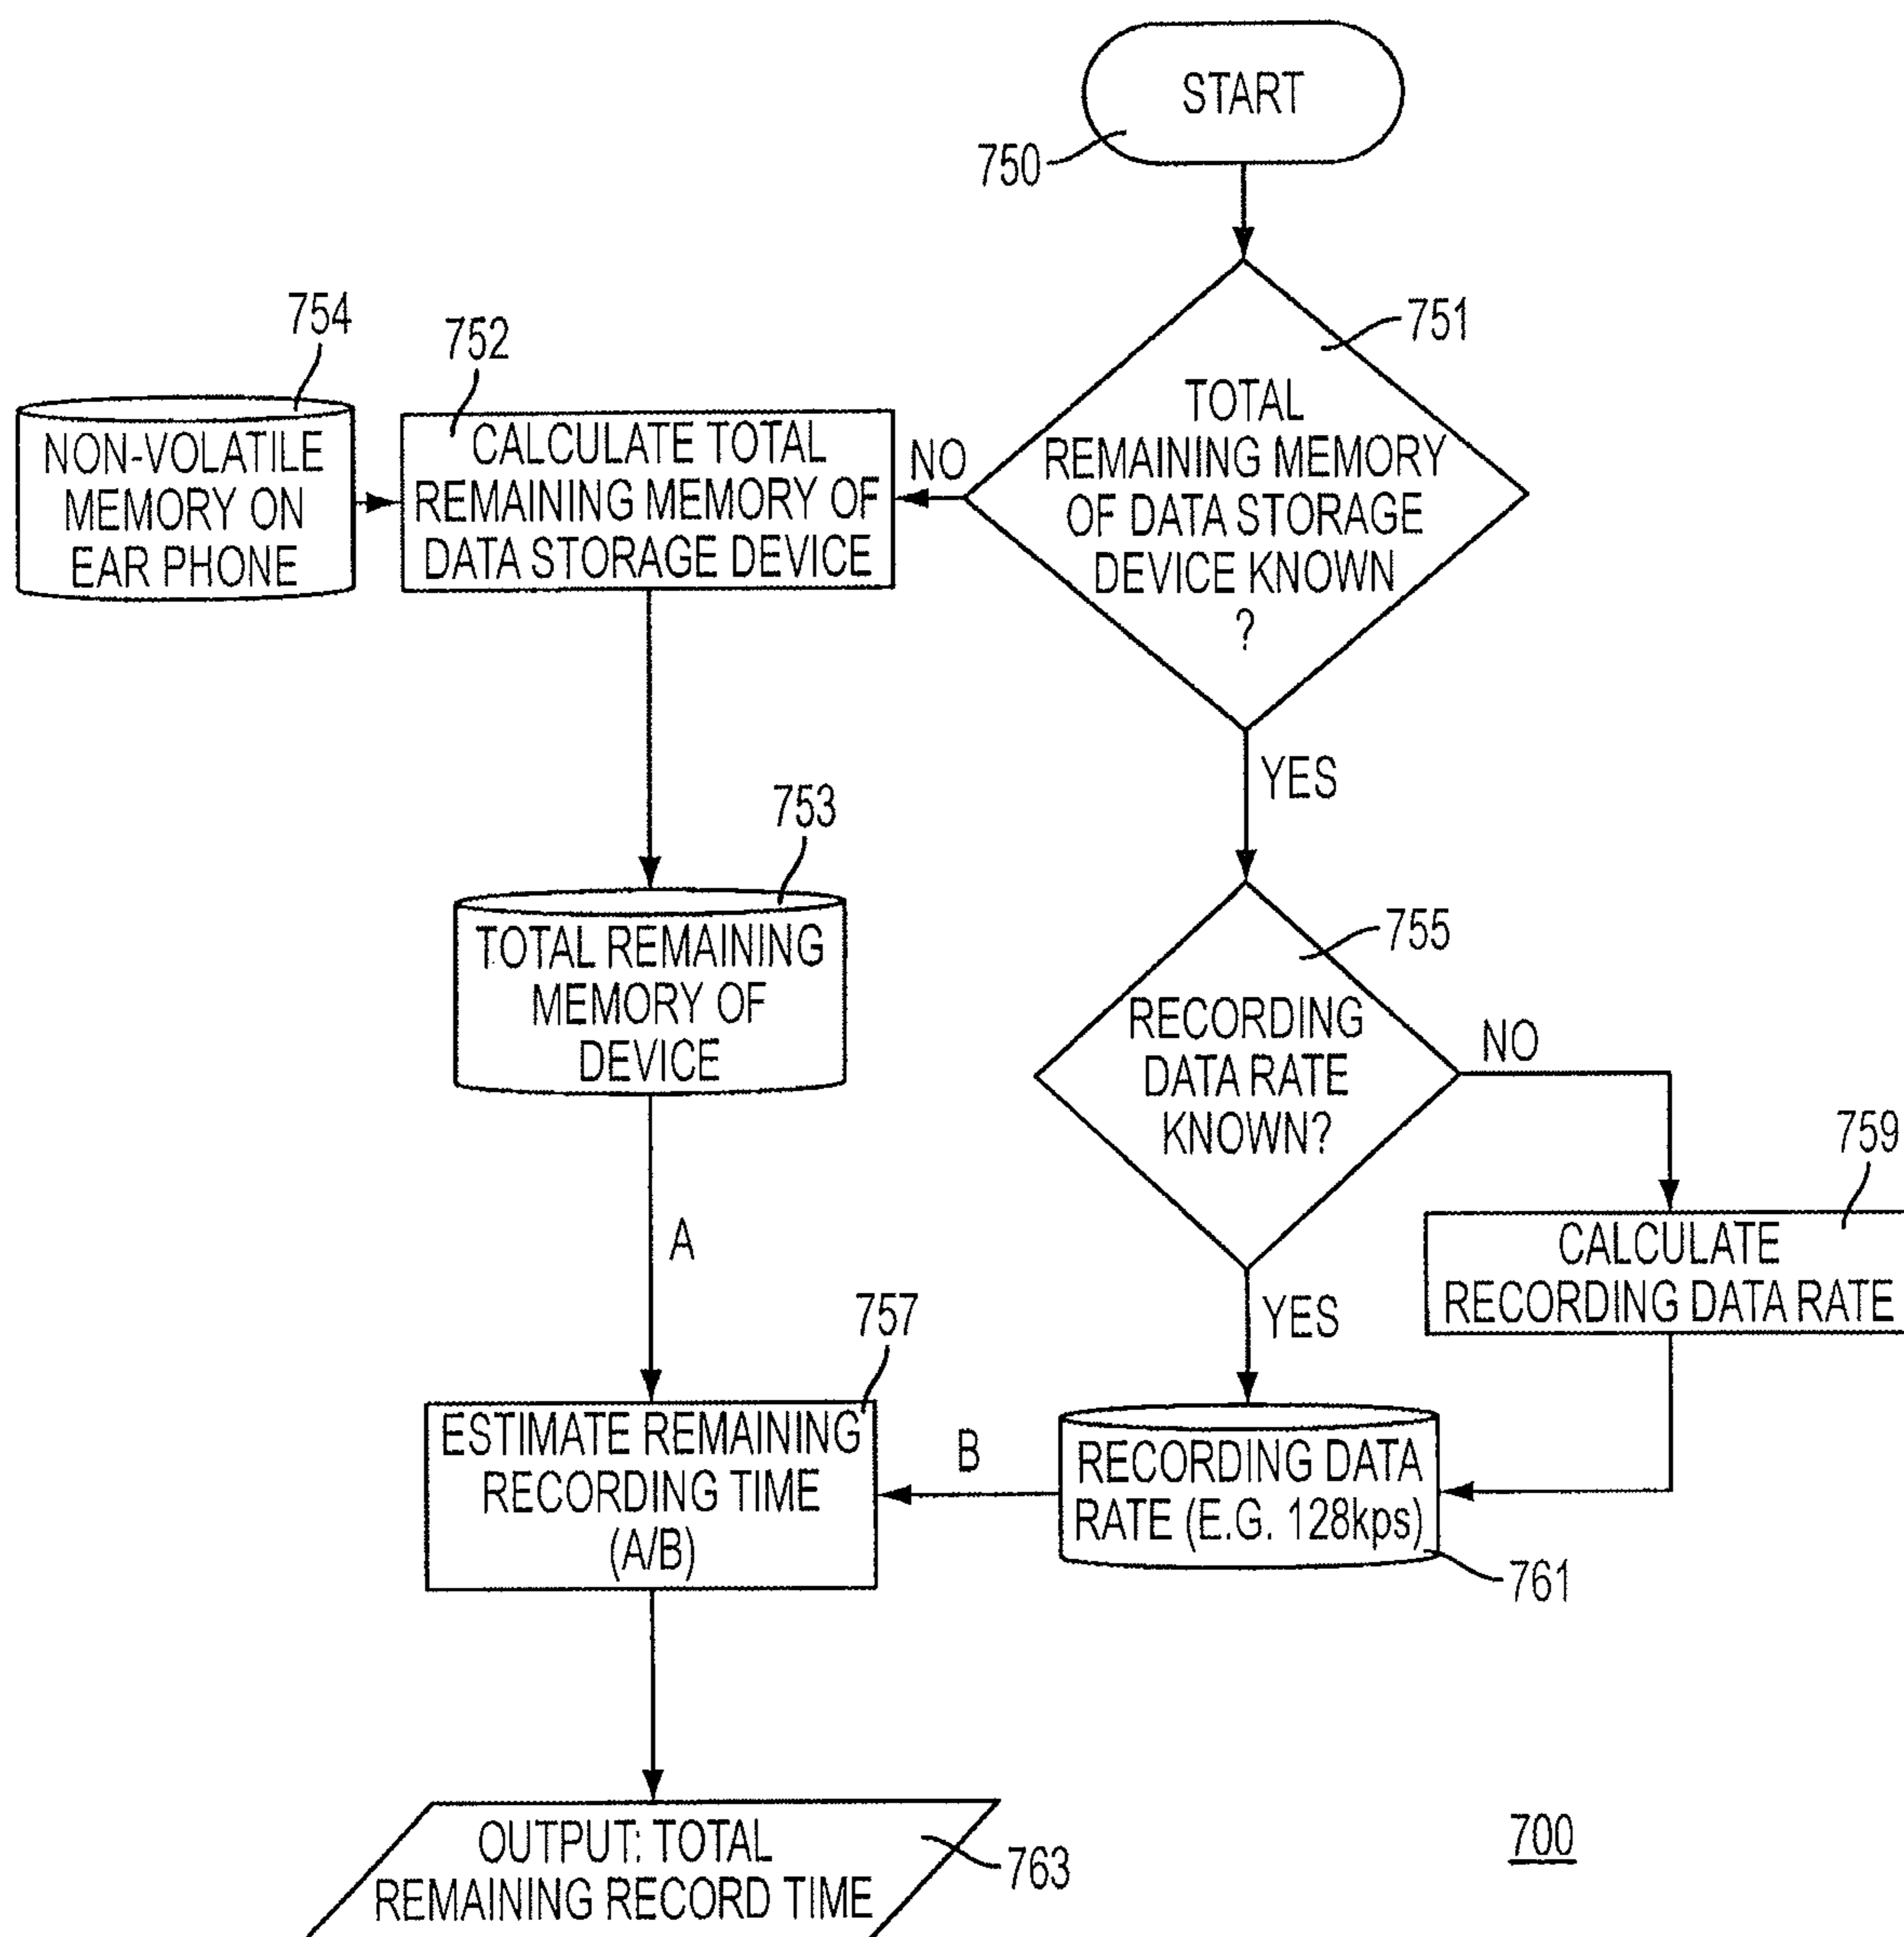 START
750
751
TOTAL
REMAINING MEMORY
OF DATA STORAGE
DEVICE KNOWN
?
754
752
NON-VOLATILE
MEMORY ON
EAR PHONE
CALCULATE TOTAL
REMAINING MEMORY OF
DATA STORAGE DEVICE
NO
YES
753
TOTAL REMAINING
MEMORY OF
DEVICE
755
RECORDING
DATA RATE
KNOWN?
NO
759
CALCULATE
RECORDING DATA RATE
A
YES
757
ESTIMATE REMAINING
RECORDING TIME
(A/B)
B
RECORDING DATA
RATE (E.G. 128kps)
761
OUTPUT: TOTAL
REMAINING RECORD TIME
763
700